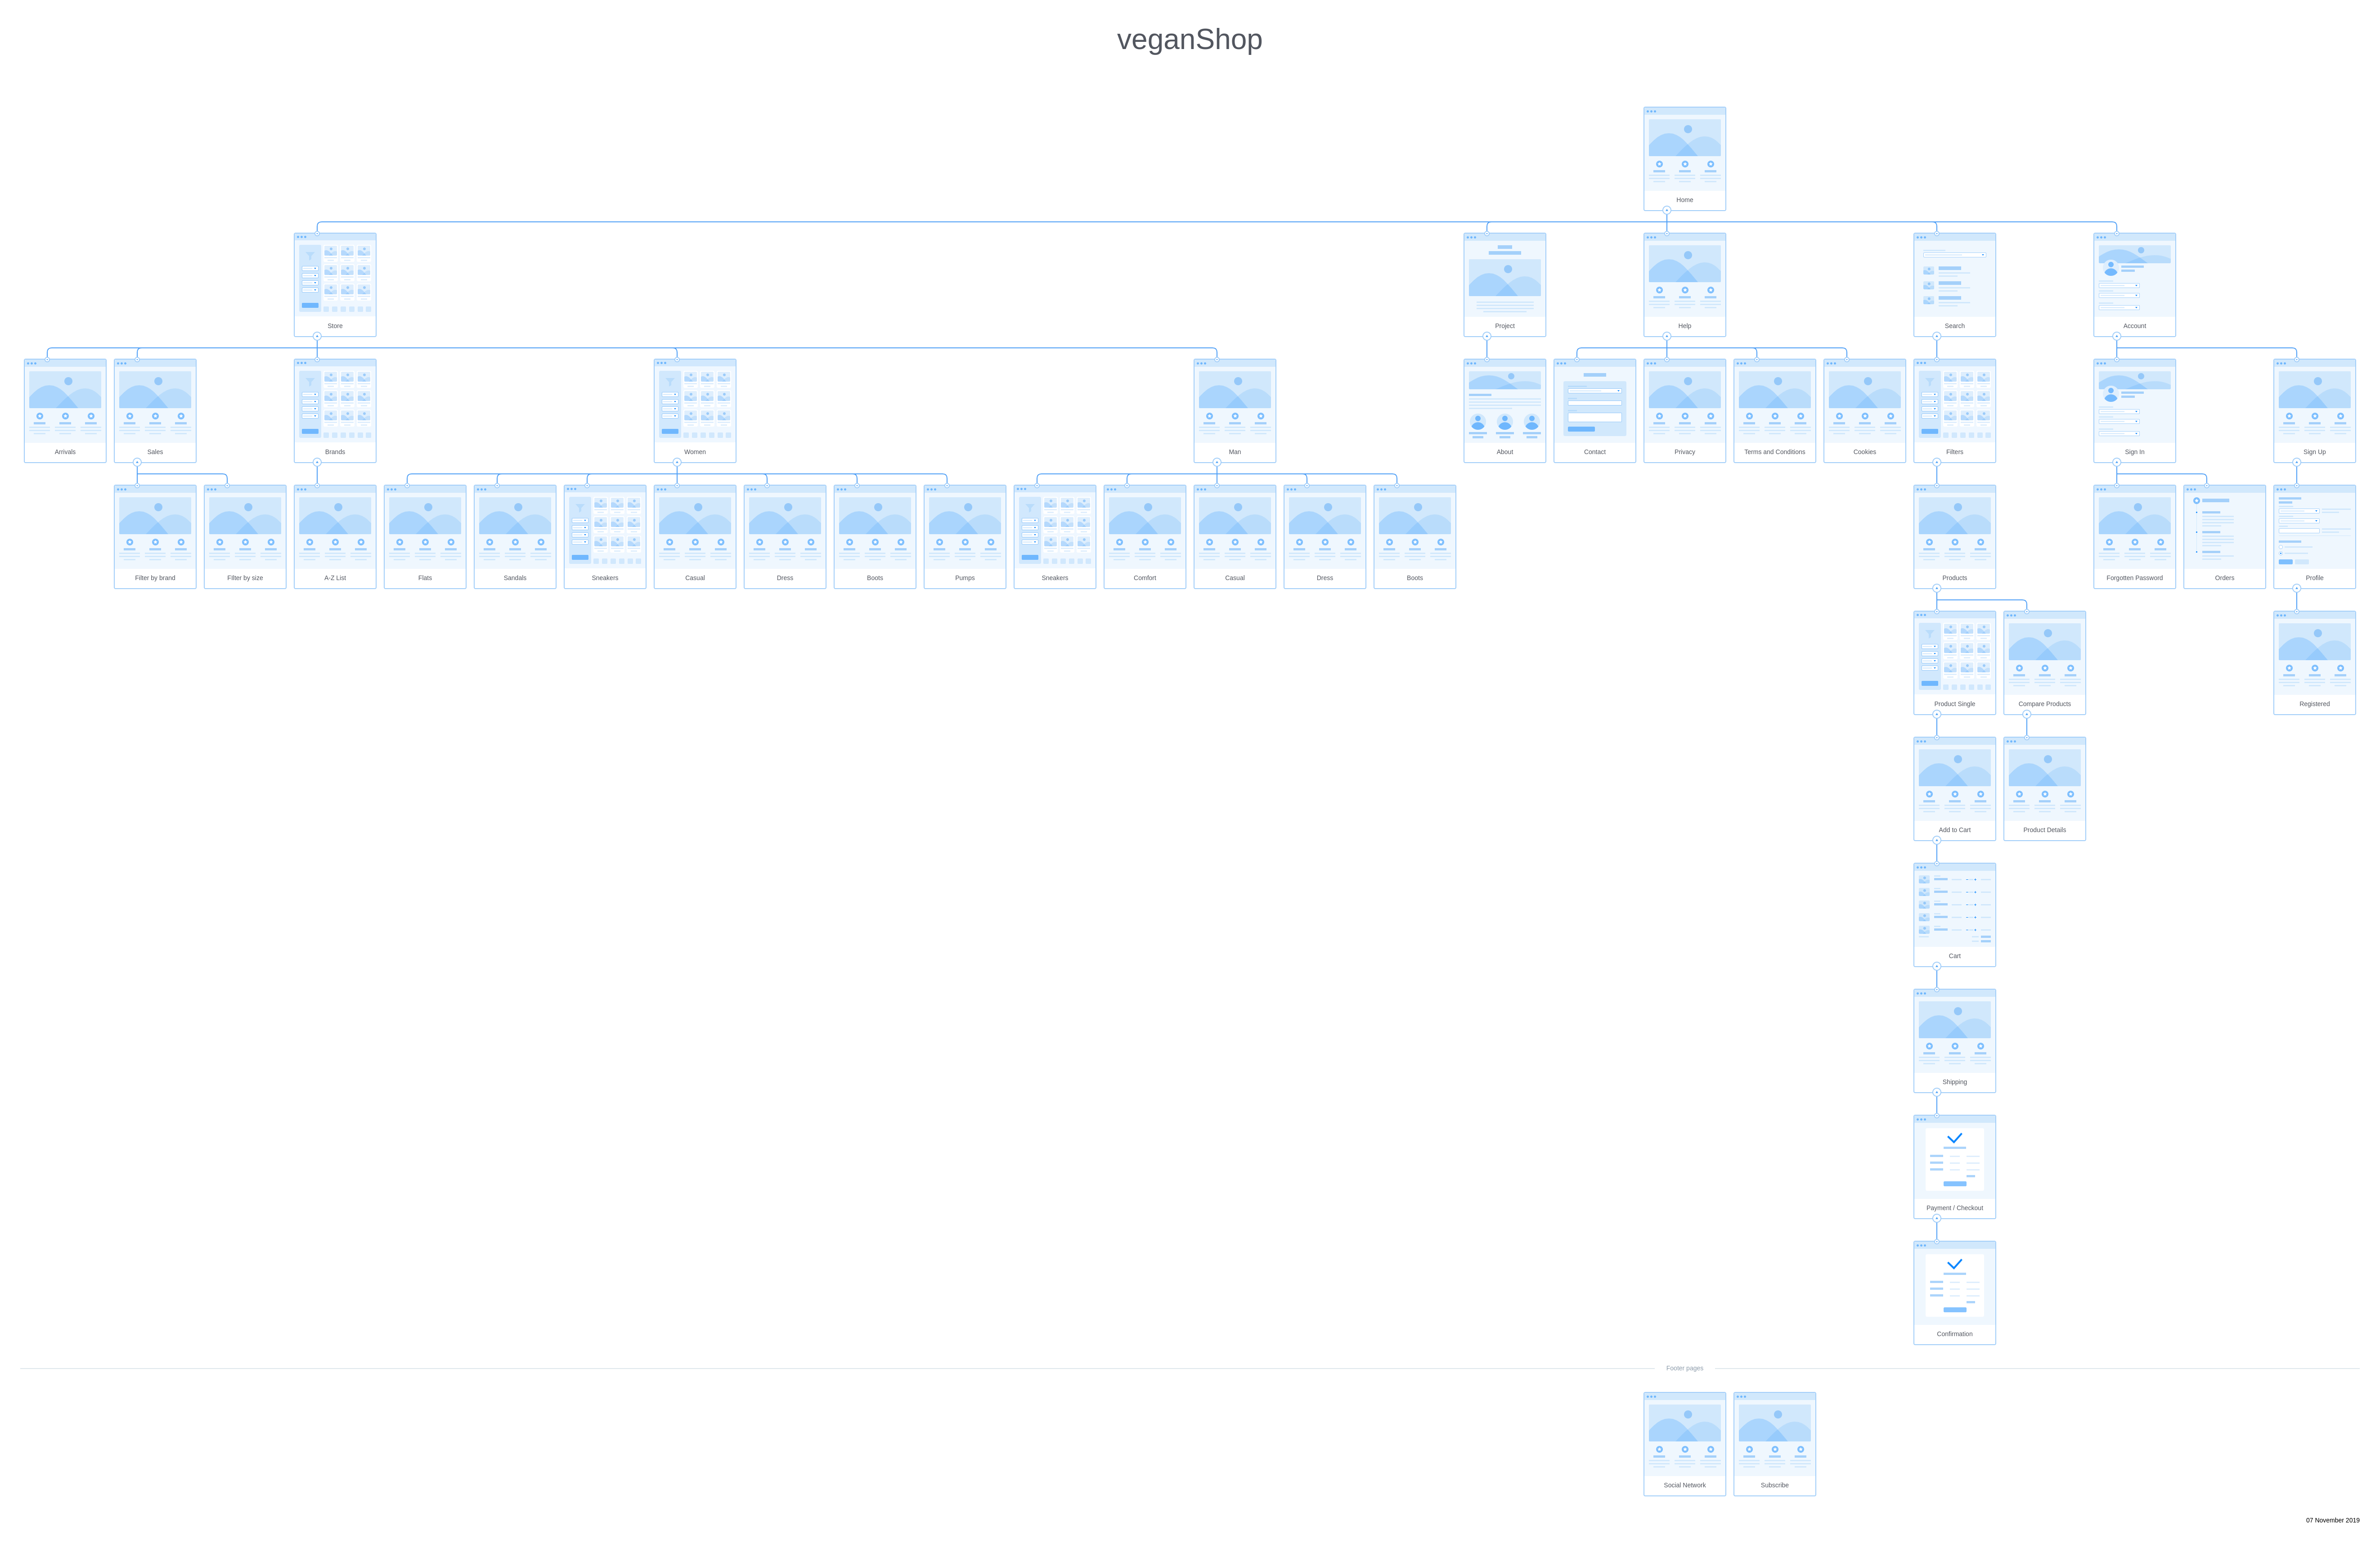 veganShop
Home
Store
Project
Help
Search
Account
Arrivals
Sales
Brands
Women
Man
About
Contact
Privacy
Terms and Conditions
Cookies
Filters
Sign In
Sign Up
Filter by brand
Filter by size
A-Z List
Flats
Sandals
Sneakers
Casual
Dress
Boots
Pumps
Sneakers
Comfort
Casual
Dress
Boots
Products
Forgotten Password
Orders
Profile
Product Single
Compare Products
Registered
Add to Cart
Product Details
Cart
Shipping
Payment / Checkout
Confirmation
Footer pages
Social Network
Subscribe
07 November 2019